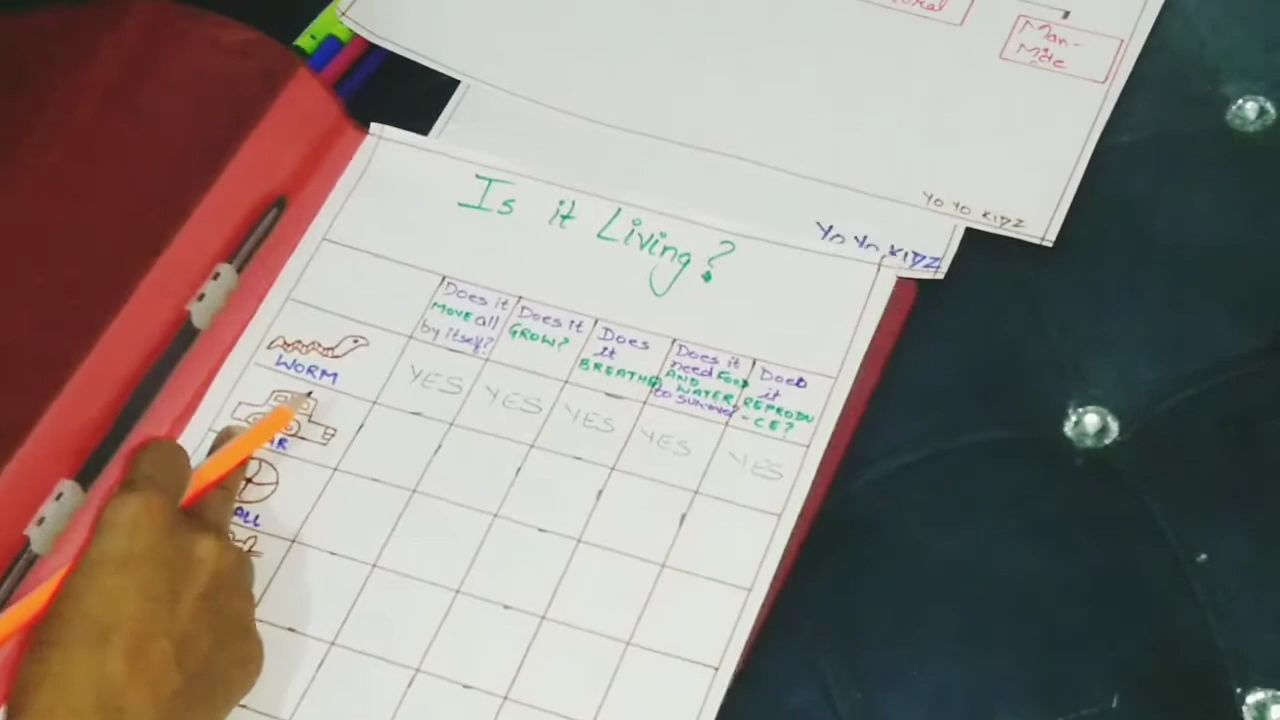 Man-
Made
YO YO KIDZ
YO YO KIDZ
Is it Living?
Does it
MOVE all
by itself?
Does it
GROW?
Does
it
BREATHE
Does it
need FOOD
AND
WATER
to survive?
Does
it
REPRODU
-CE?
WORM
YES
YES
YES
YES
YES